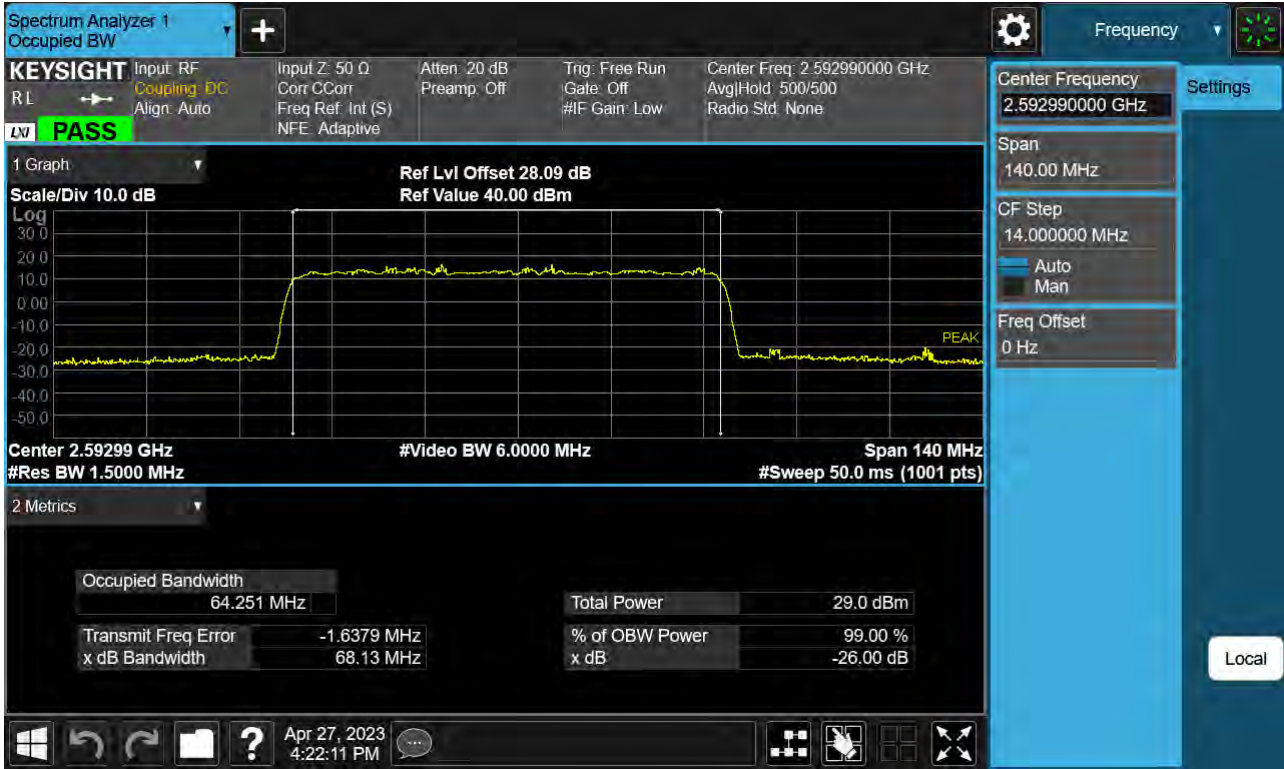 Spectrum Analyzer 1
Occupied BW
Frequency
KEYSIGHT
R L
LXI PASS
Input: RF
Coupling: DC
Align: Auto
Input Z: 50 Ω
Corr CCorr
Freq Ref: Int (S)
NFE: Adaptive
Atten: 20 dB
Preamp: Off
Trig: Free Run
Gate: Off
#IF Gain: Low
Center Freq: 2.592990000 GHz
Avg|Hold: 500/500
Radio Std: None
Center Frequency
2.592990000 GHz
Settings
Span
140.00 MHz
CF Step
14.000000 MHz
Auto
Man
Freq Offset
0 Hz
Local
1 Graph
Scale/Div 10.0 dB
Ref Lvl Offset 28.09 dB
Ref Value 40.00 dBm
Log
30.0
20.0
10.0
0.00
-10.0
-20.0
-30.0
-40.0
-50.0
PEAK
Center 2.59299 GHz
#Video BW 6.0000 MHz
Span 140 MHz
#Res BW 1.5000 MHz
#Sweep 50.0 ms (1001 pts)
2 Metrics
Occupied Bandwidth
64.251 MHz
Total Power 29.0 dBm
Transmit Freq Error -1.6379 MHz
% of OBW Power 99.00 %
x dB Bandwidth 68.13 MHz
x dB -26.00 dB
?
Apr 27, 2023
4:22:11 PM